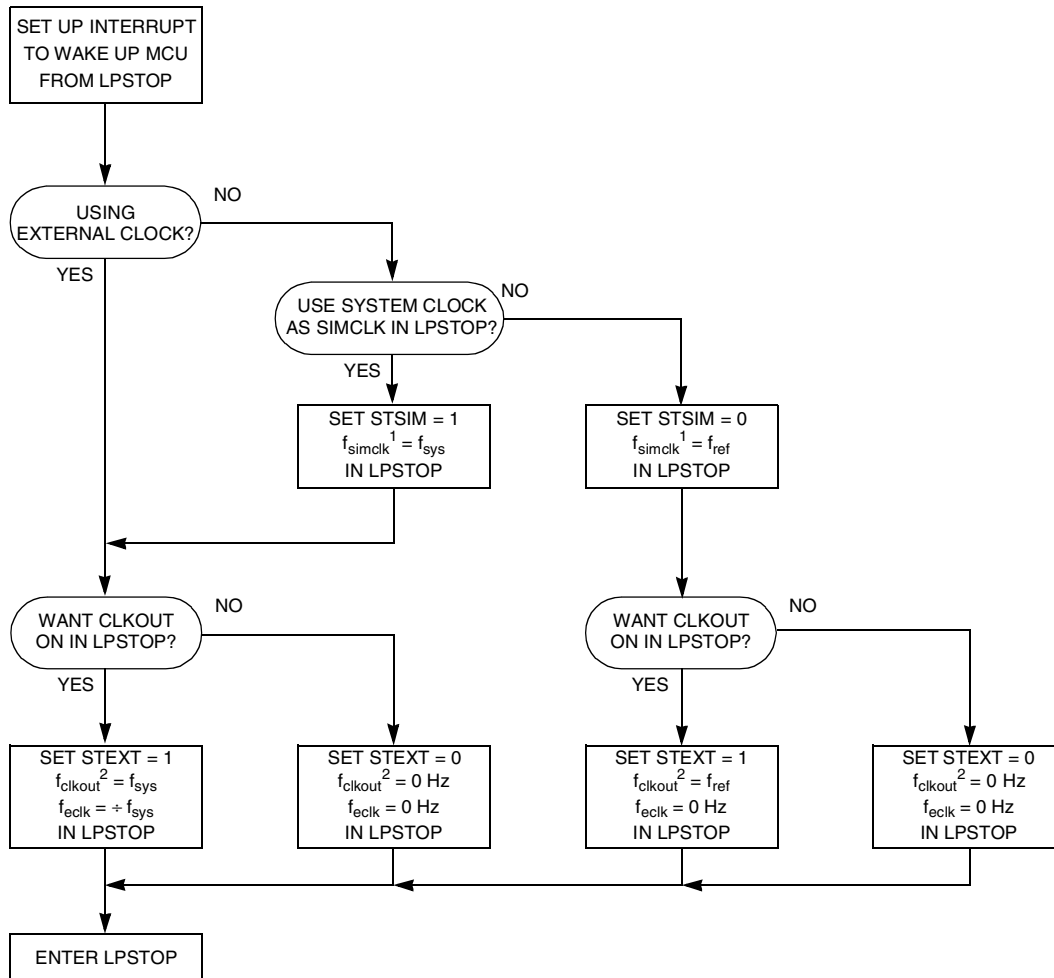 SET UP INTERRUPT
TO WAKE UP MCU
FROM LPSTOP
NO
USING
EXTERNAL CLOCK?
YES
NO
USE SYSTEM CLOCK
AS SIMCLK IN LPSTOP?
YES
SET STSIM = 1
fsimclk¹ = fsys
IN LPSTOP
SET STSIM = 0
fsimclk¹ = fref
IN LPSTOP
NO
WANT CLKOUT
ON IN LPSTOP?
YES
NO
WANT CLKOUT
ON IN LPSTOP?
YES
SET STEXT = 1
fclkout² = fsys
feclk = ÷ fsys
IN LPSTOP
SET STEXT = 0
fclkout² = 0 Hz
feclk = 0 Hz
IN LPSTOP
SET STEXT = 1
fclkout² = fref
feclk = 0 Hz
IN LPSTOP
SET STEXT = 0
fclkout² = 0 Hz
feclk = 0 Hz
IN LPSTOP
ENTER LPSTOP